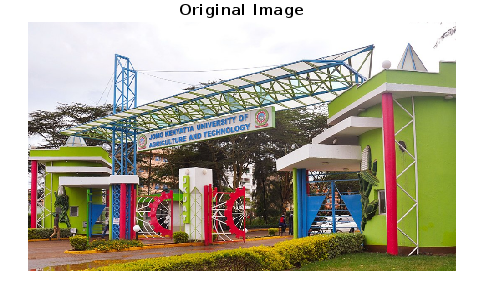 Original Image
JOMO KENYATTA UNIVERSITY OF
AGRICULTURE AND TECHNOLOGY